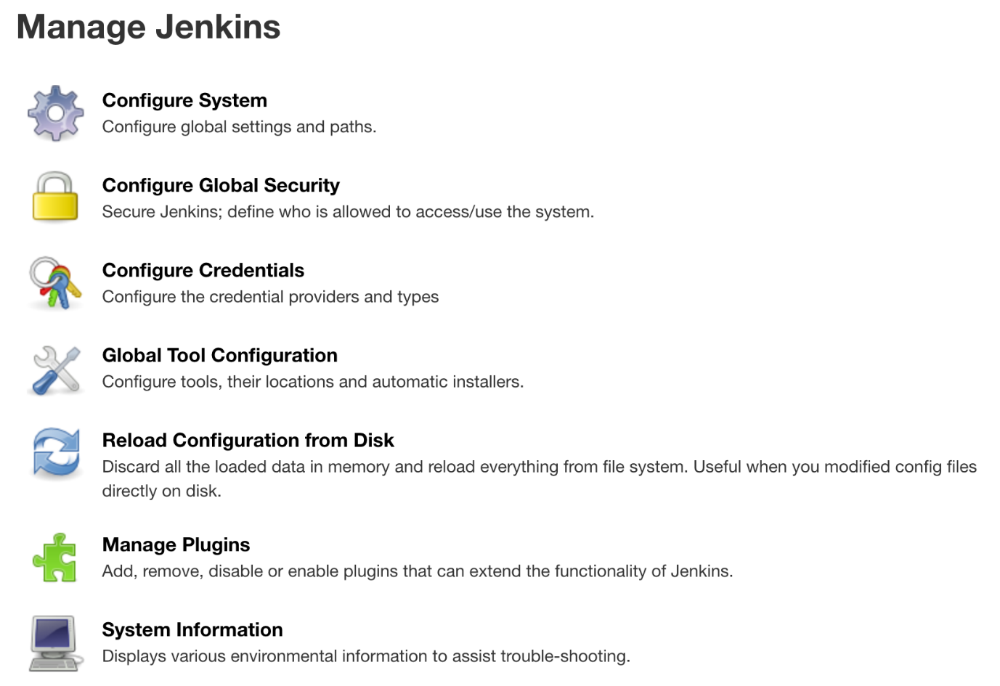 Manage Jenkins
Configure System
Configure global settings and paths.
Configure Global Security
Secure Jenkins; define who is allowed to access/use the system.
Configure Credentials
Configure the credential providers and types
Global Tool Configuration
Configure tools, their locations and automatic installers.
Reload Configuration from Disk
Discard all the loaded data in memory and reload everything from file system. Useful when you modified config files
directly on disk.
Manage Plugins
Add, remove, disable or enable plugins that can extend the functionality of Jenkins.
System Information
Displays various environmental information to assist trouble-shooting.